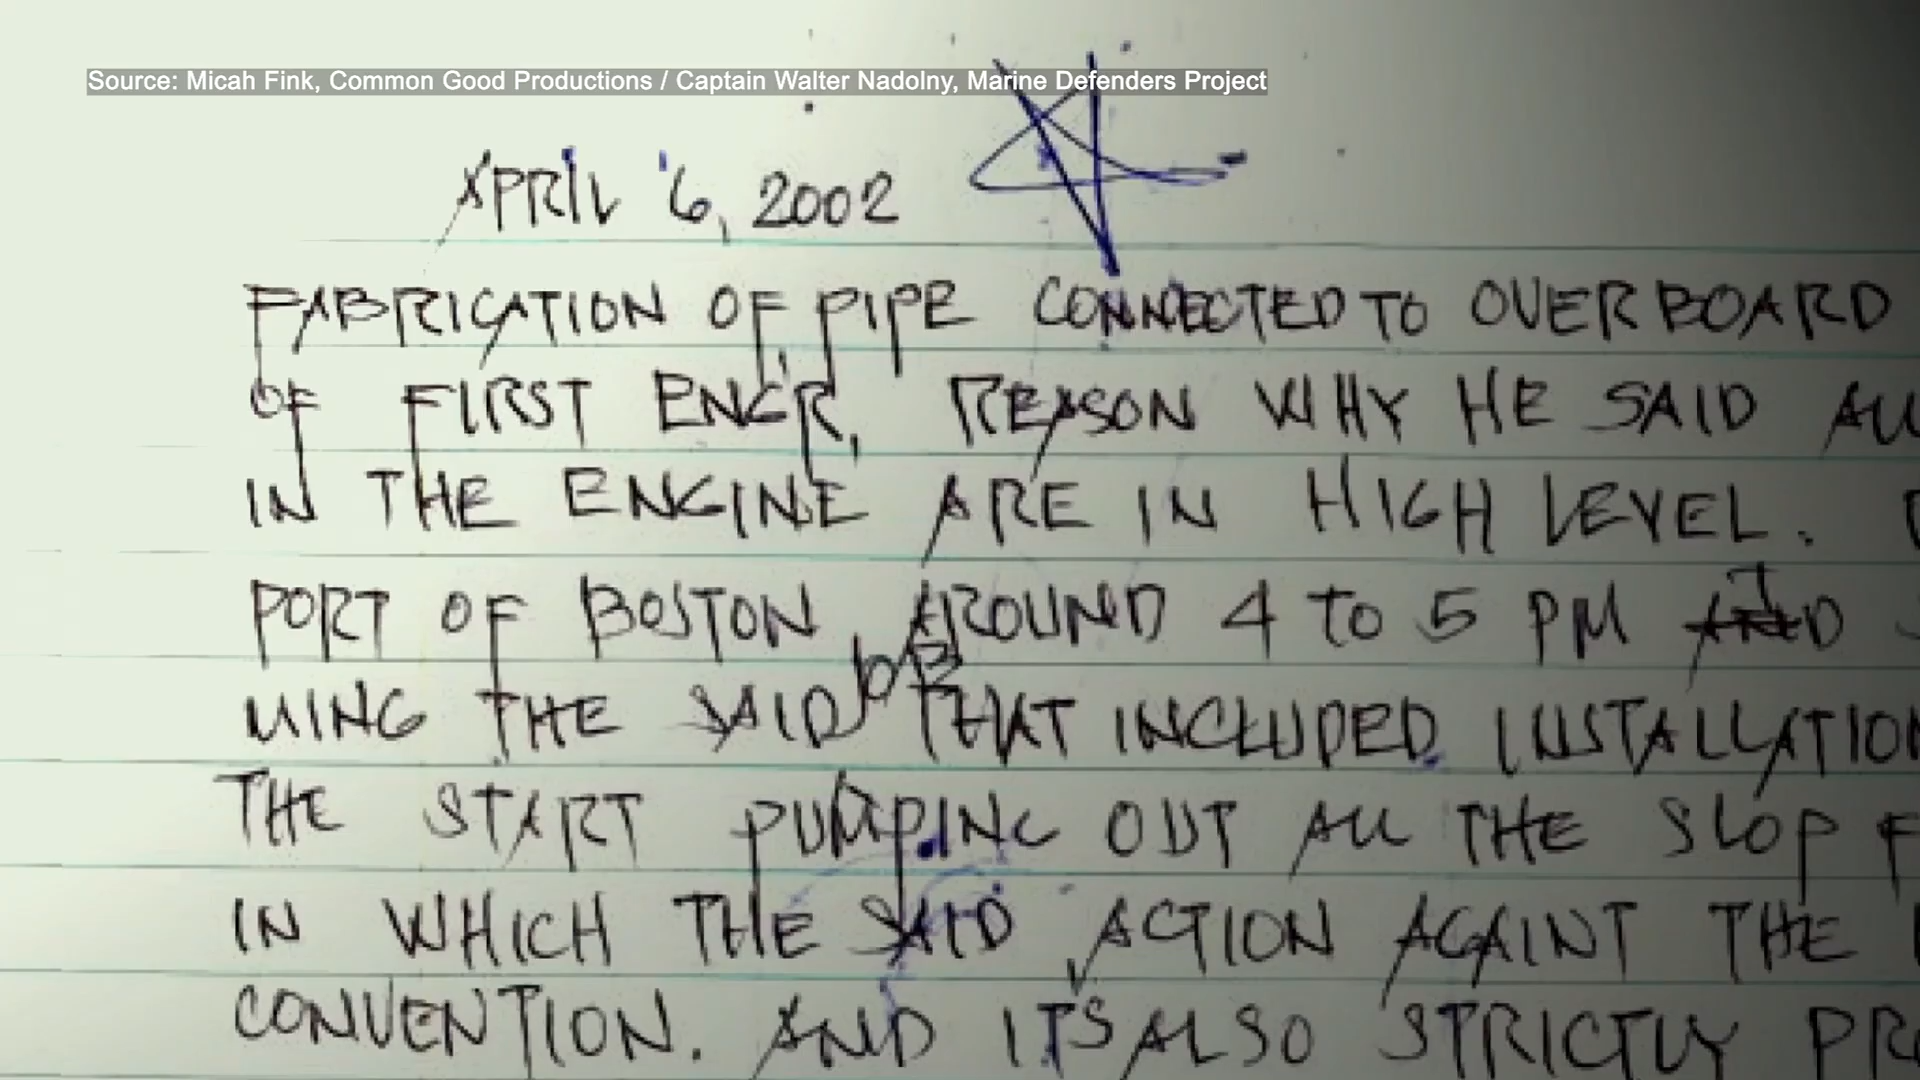 Source: Micah Fink, Common Good Productions / Captain Walter Nadolny, Marine Defenders Project
APRIL 6, 2002
FABRICATION OF PIPE CONNECTED TO OVERBOARD
OF FIRST ENG'R, REASON WHY HE SAID ALL
IN THE ENGINE ARE IN HIGH LEVEL.
PORT OF BOSTON AROUND 4 TO 5 PM
MING THE SAID JOB THAT INCLUDED INSTALLATION
THE START PUMPING OUT ALL THE SLOP
IN WHICH THE SAID ACTION AGAINT THE
CONVENTION. AND ITS ALSO STRICTLY